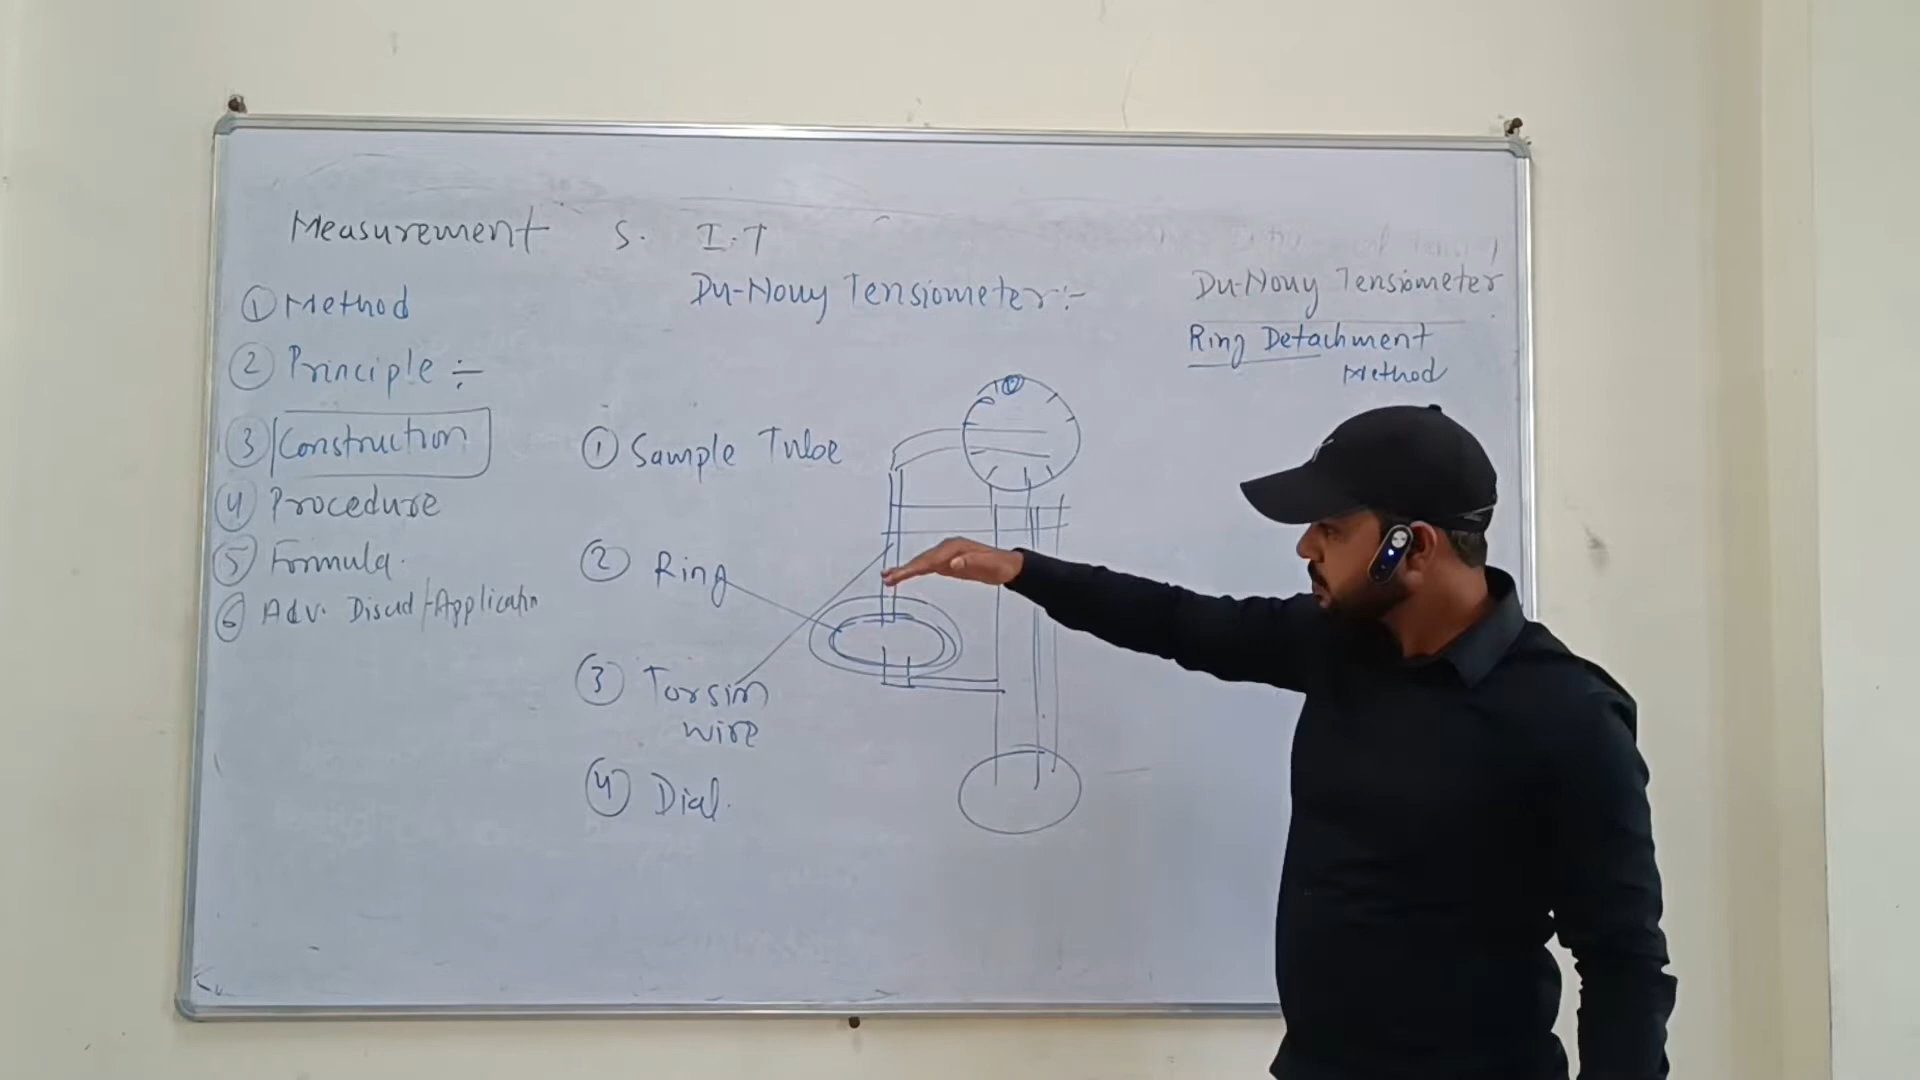 Measurement S. I.T
Du-Nouy Tensiometer:-
Du-Nouy Tensiometer
Ring Detachment
Method
① Method
② Principle ÷
③ Construction
④ Procedure
⑤ Formula.
⑥ Adv. Disad/Applicatn
① Sample Tube
② Ring
③ Torsion
wire
④ Dial.